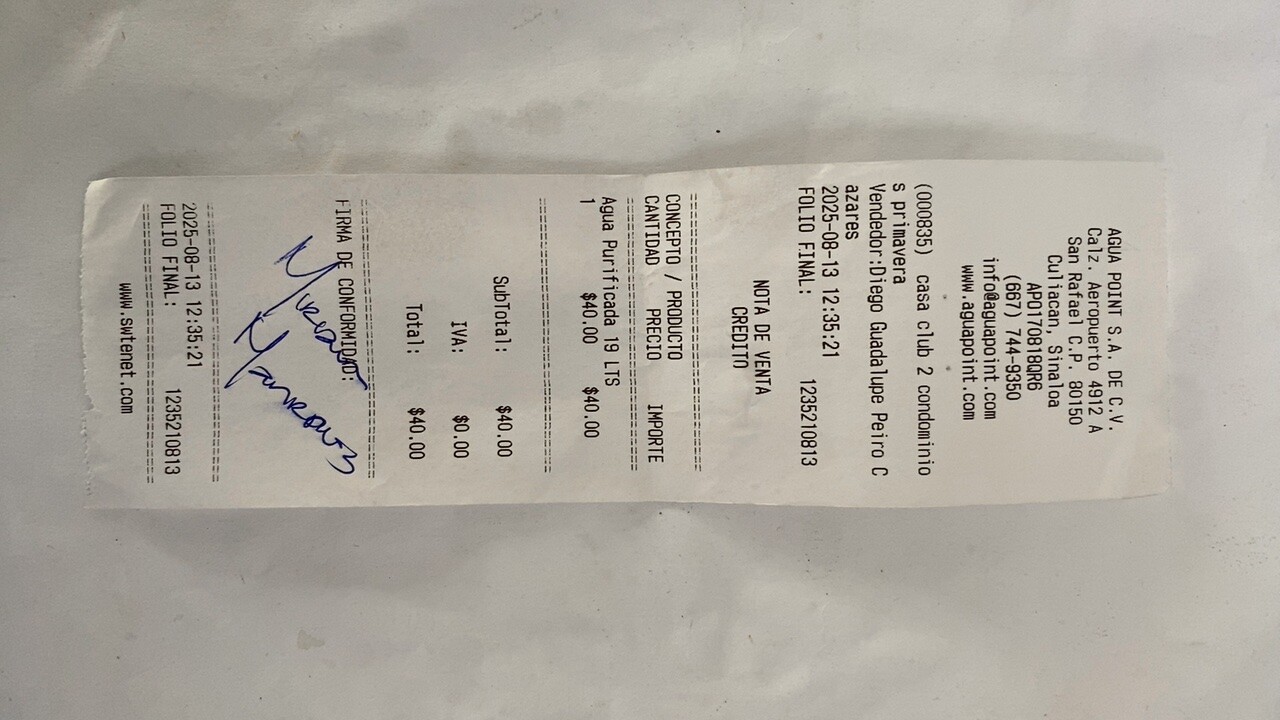 AGUA POINT S.A. DE C.V.
Calz. Aeropuerto 4912 A
San Rafael C.P. 80150
Culiacan, Sinaloa
APO170818QR6
(667) 744-9350
info@aguapoint.com
www.aguapoint.com
(000835) casa club 2 condominio
s primavera
Vendedor:Diego Guadalupe Peiro C
azares
2025-08-13 12:35:21
FOLIO FINAL: 1235210813
NOTA DE VENTA
CREDITO
================================
CONCEPTO / PRODUCTO
CANTIDAD PRECIO IMPORTE
================================
Agua Purificada 19 LTS
1 $40.00 $40.00
================================
SubTotal: $40.00
IVA: $0.00
Total: $40.00
================================
FIRMA DE CONFORMIDAD:
================================
2025-08-13 12:35:21
FOLIO FINAL: 1235210813
================================
www.swtenet.com